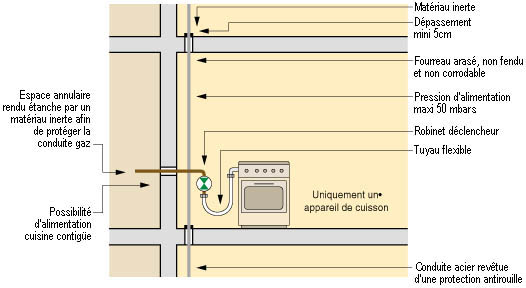 Matériau inerte
Dépassement
mini 5cm
Fourreau arasé, non fendu
et non corrodable
Espace annulaire
rendu étanche par un
matériau inerte afin
de protéger la
conduite gaz
Pression d'alimentation
maxi 50 mbars
Robinet déclencheur
Tuyau flexible
Uniquement un
appareil de cuisson
Possibilité
d'alimentation
cuisine contigüe
Conduite acier revêtue
d'une protection antirouille